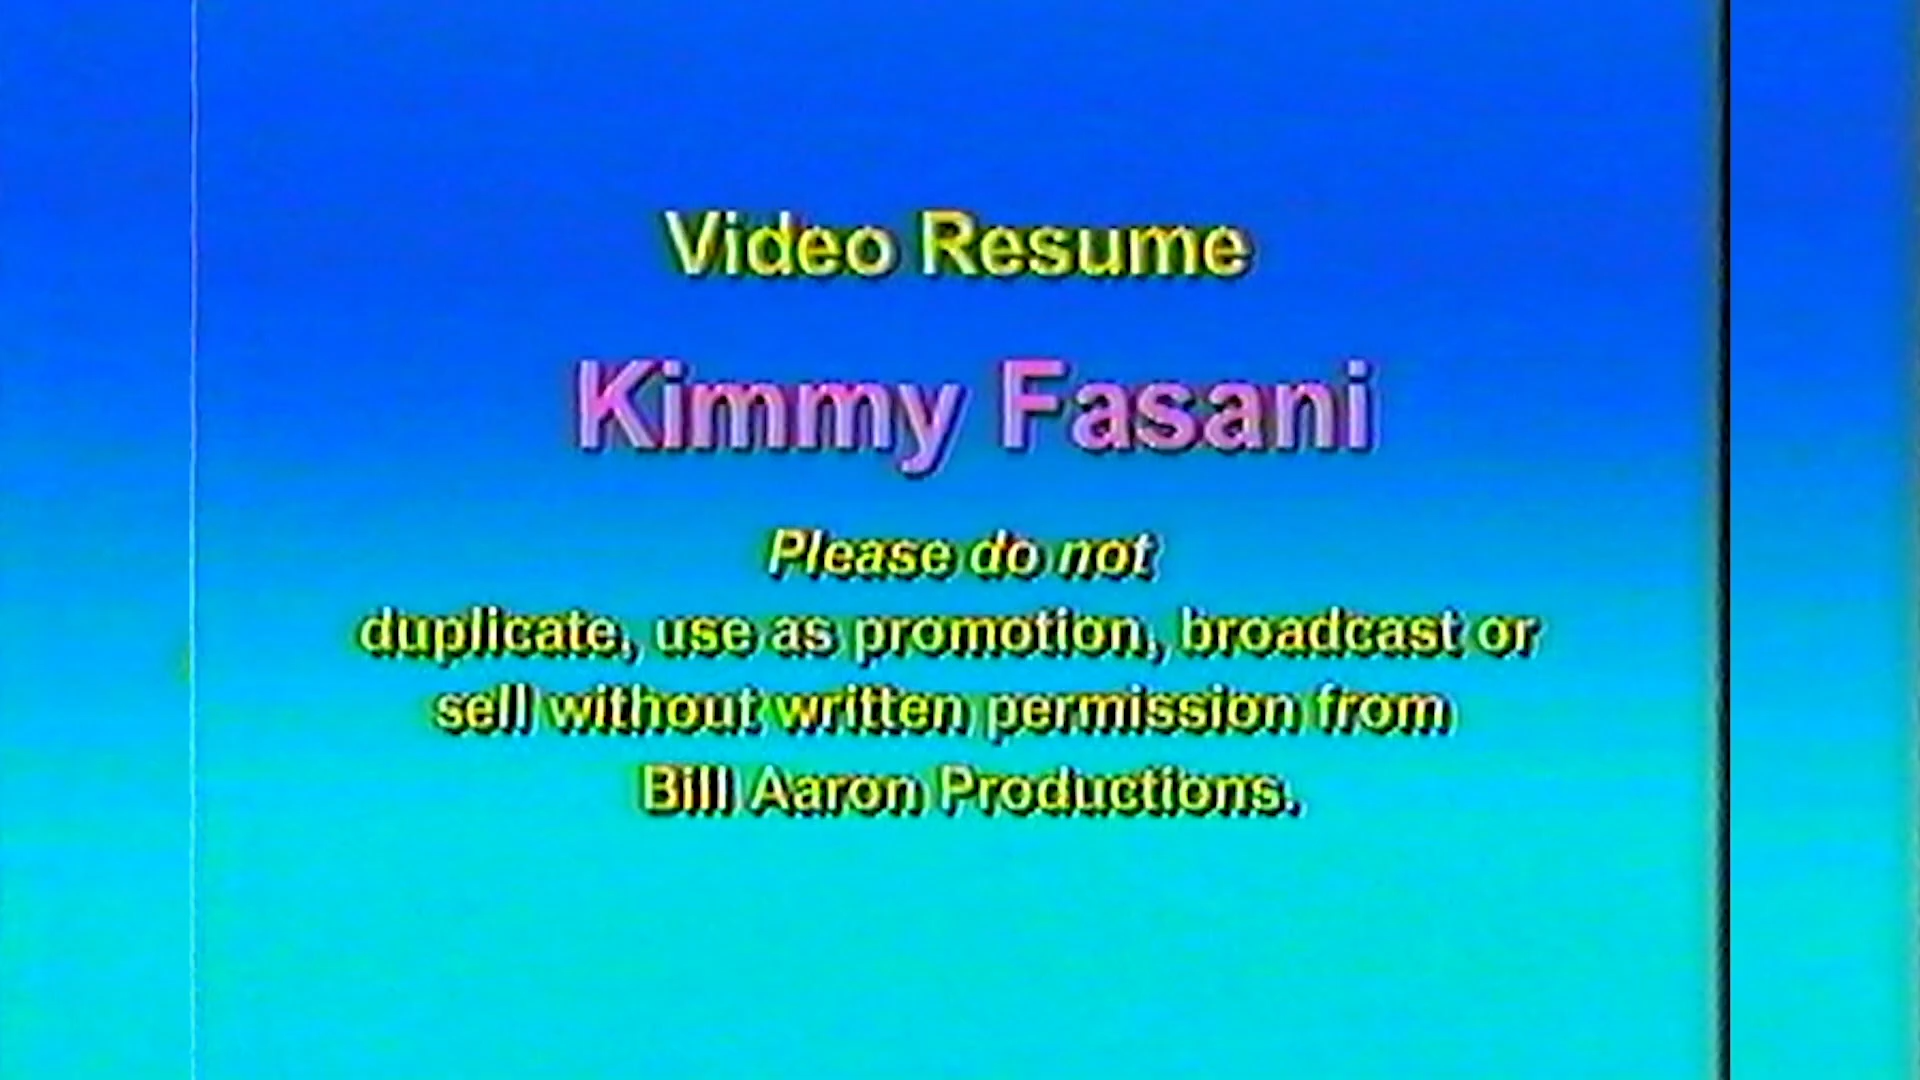 Video Resume
Kimmy Fasani
Please do not
duplicate, use as promotion, broadcast or
sell without written permission from
Bill Aaron Productions.